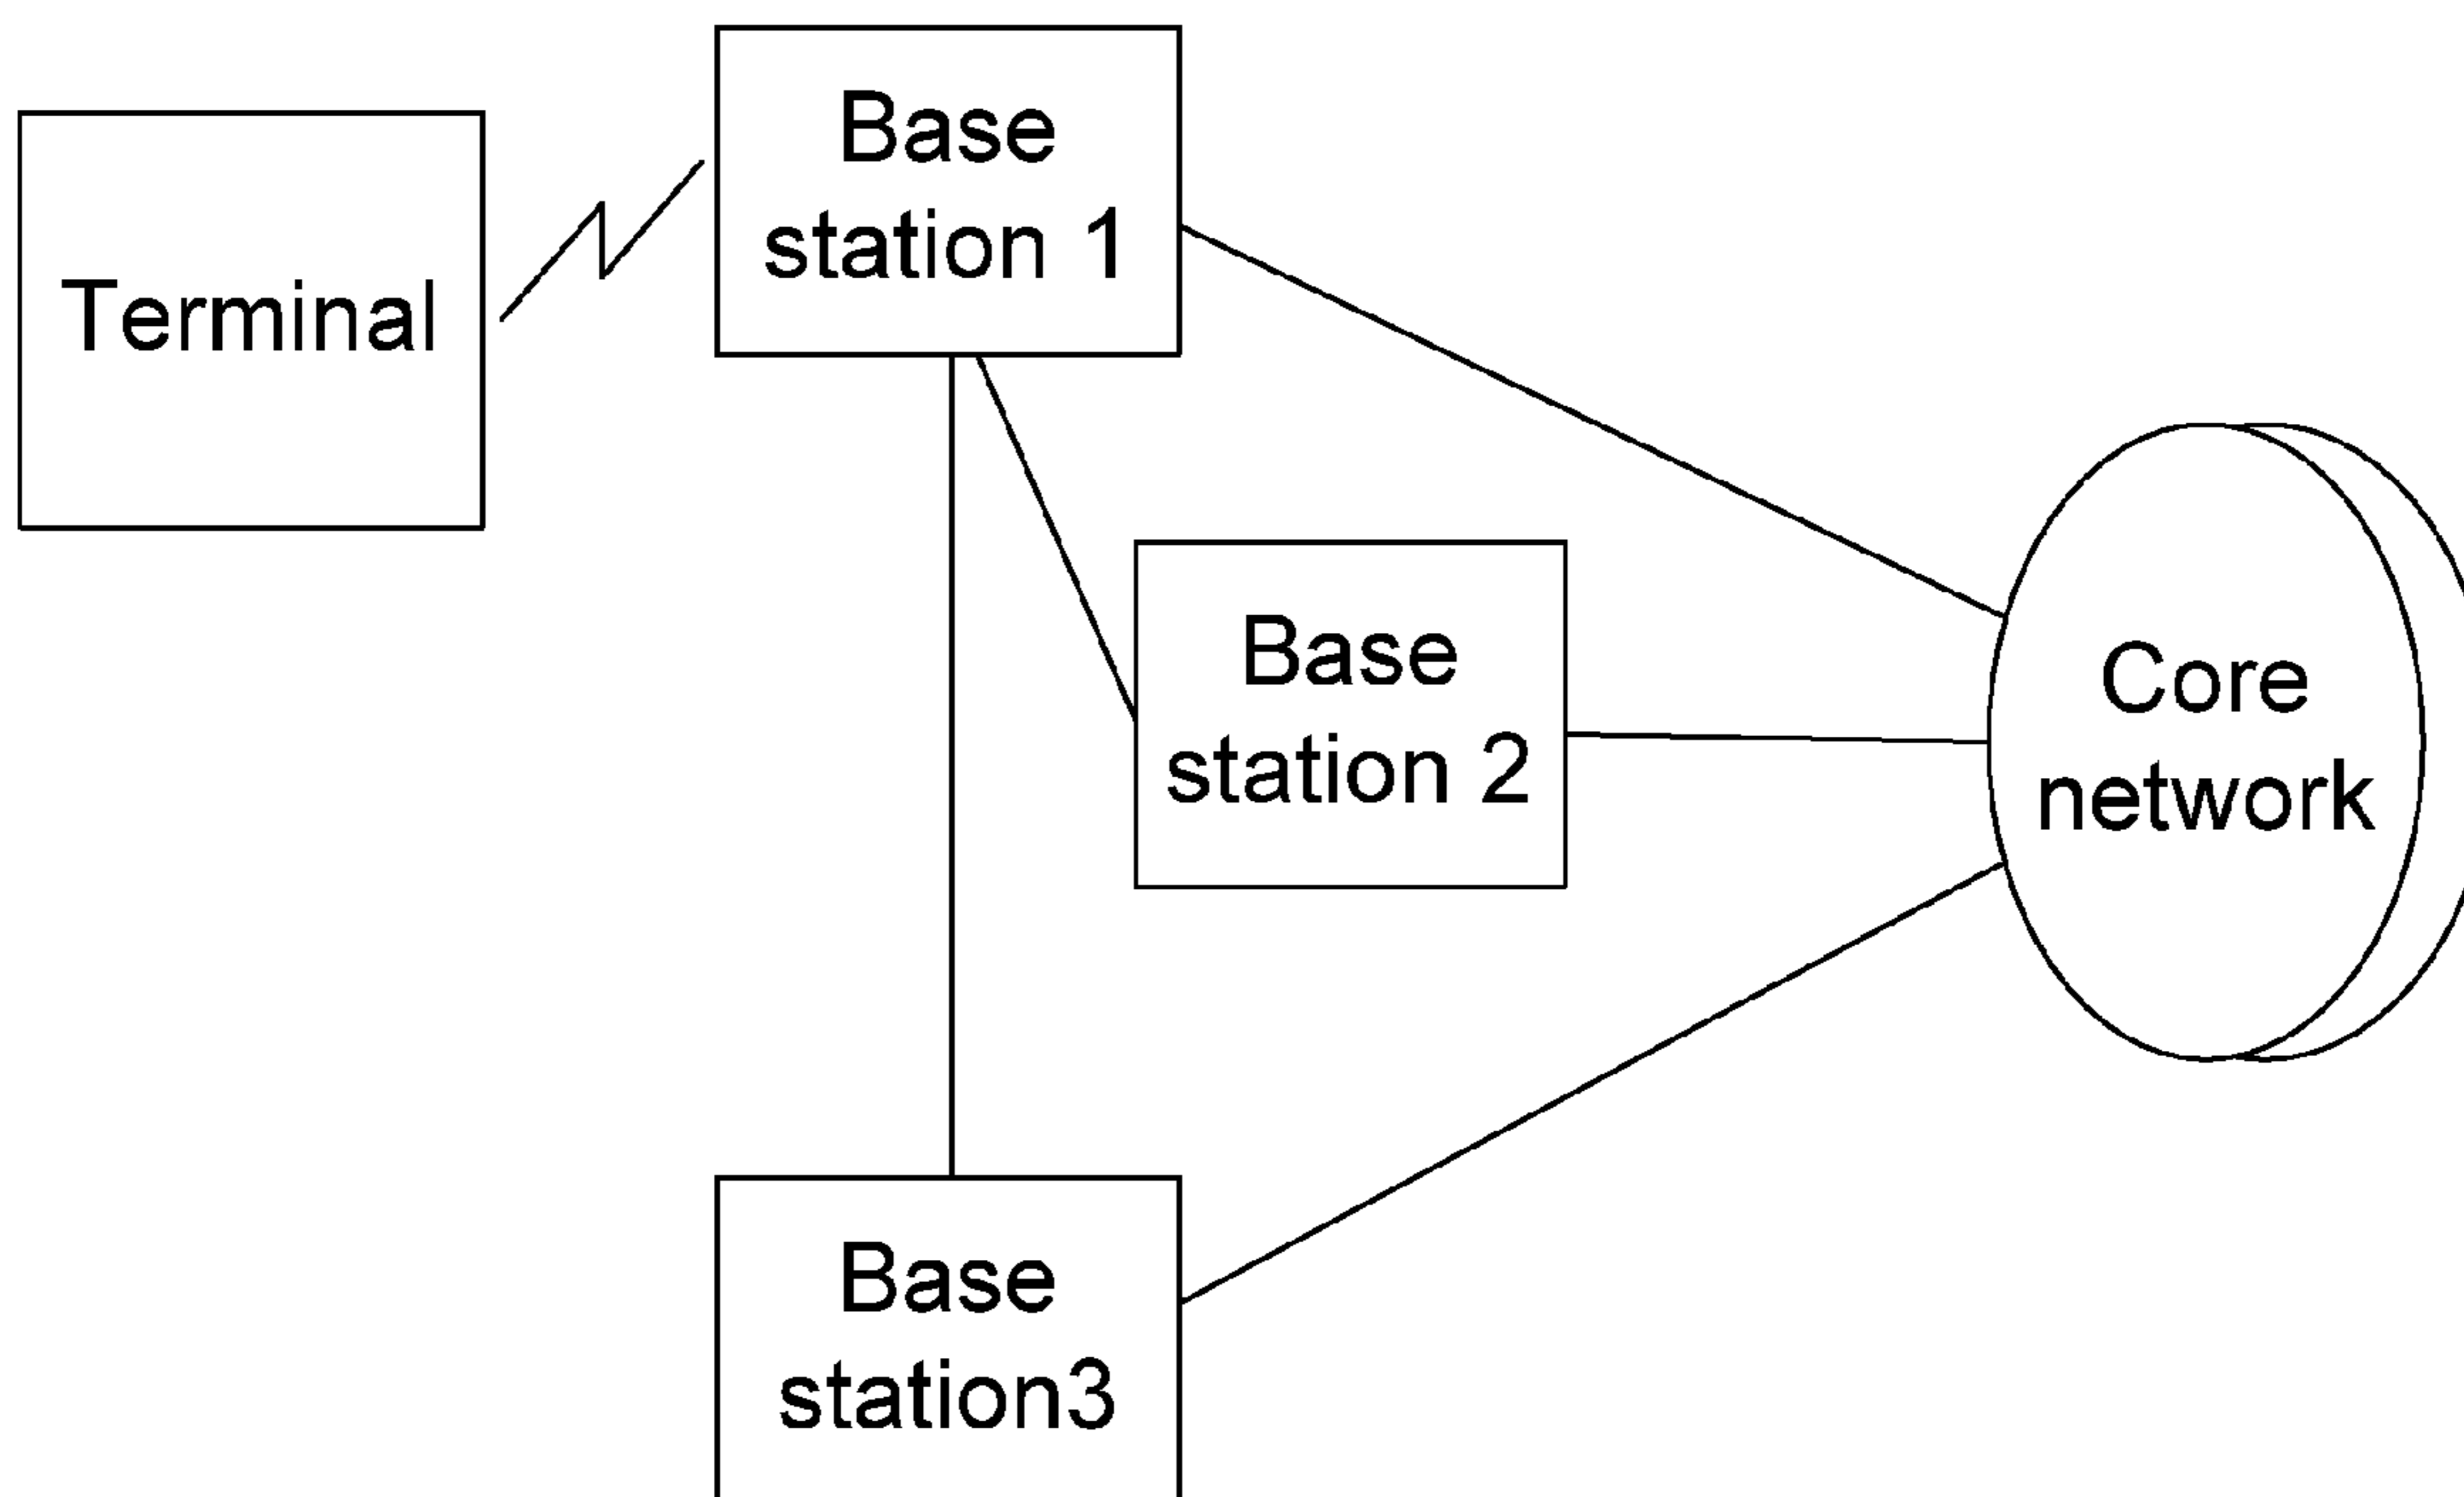 Terminal
Base
station 1
Base
station 2
Core
network
Base
station3